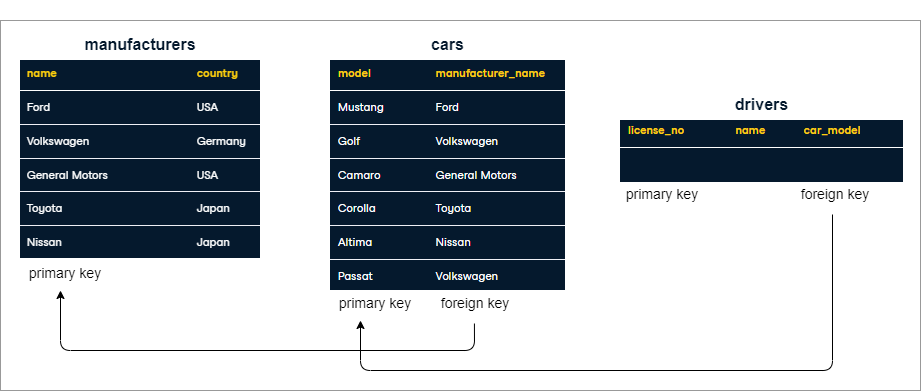 manufacturers
name country
Ford USA
Volkswagen Germany
General Motors USA
Toyota Japan
Nissan Japan
primary key
cars
model manufacturer_name
Mustang Ford
Golf Volkswagen
Camaro General Motors
Corolla Toyota
Altima Nissan
Passat Volkswagen
primary key foreign key
drivers
license_no name car_model
primary key foreign key